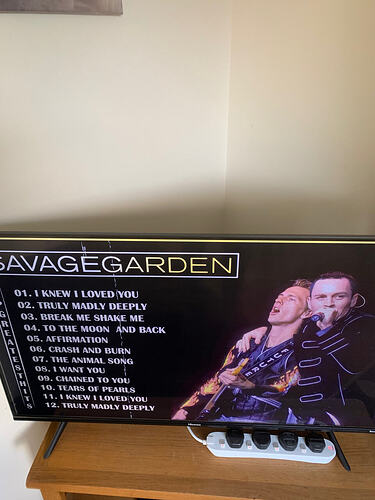 SAVAGEGARDEN
GREATEST HITS
01. I KNEW I LOVED YOU
02. TRULY MADLY DEEPLY
03. BREAK ME SHAKE ME
04. TO THE MOON AND BACK
05. AFFIRMATION
06. CRASH AND BURN
07. THE ANIMAL SONG
08. I WANT YOU
09. CHAINED TO YOU
10. TEARS OF PEARLS
11. I KNEW I LOVED YOU
12. TRULY MADLY DEEPLY
Hisense